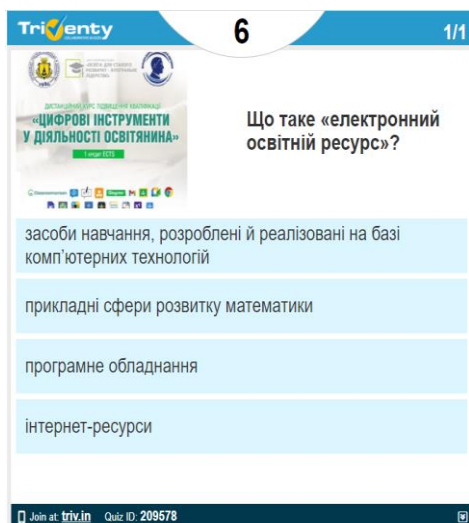 Triventy
6
1/1
ДИСТАНЦІЙНИЙ КУРС ПІДВИЩЕННЯ КВАЛІФІКАЦІЇ
«ЦИФРОВІ ІНСТРУМЕНТИ
У ДІЯЛЬНОСТІ ОСВІТЯНИНА»
1 кредит ECTS
Що таке «електронний
освітній ресурс»?
засоби навчання, розроблені й реалізовані на базі
комп'ютерних технологій
прикладні сфери розвитку математики
програмне обладнання
інтернет-ресурси
Join at: triv.in Quiz ID: 209578